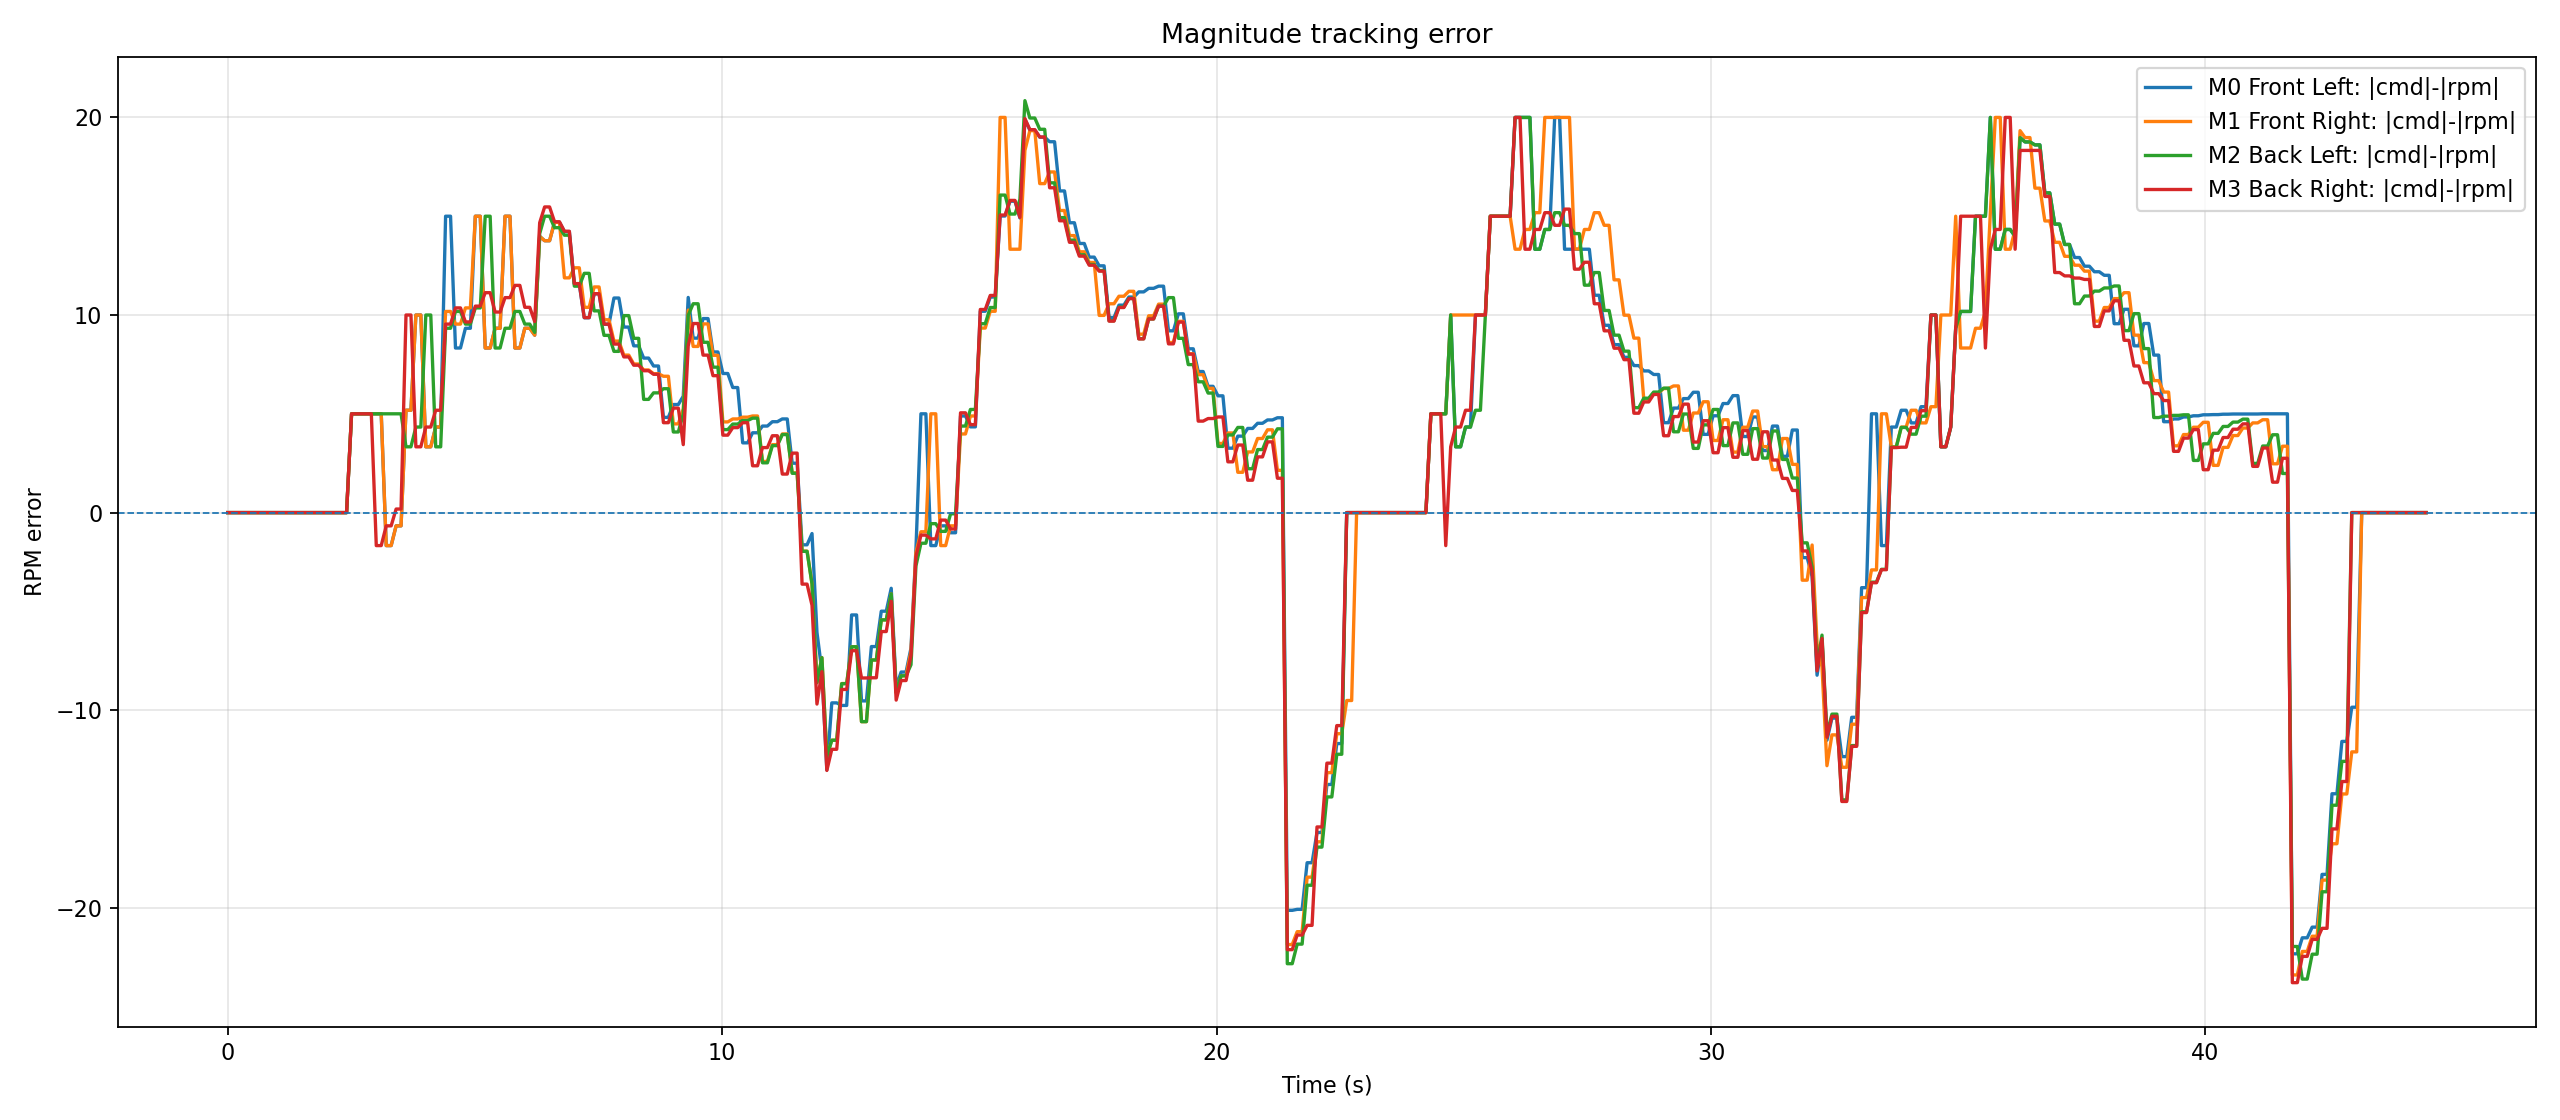 Magnitude tracking error
M0 Front Left: |cmd|-|rpm|
M1 Front Right: |cmd|-|rpm|
M2 Back Left: |cmd|-|rpm|
M3 Back Right: |cmd|-|rpm|
RPM error
20
10
0
−10
−20
0
10
20
30
40
Time (s)